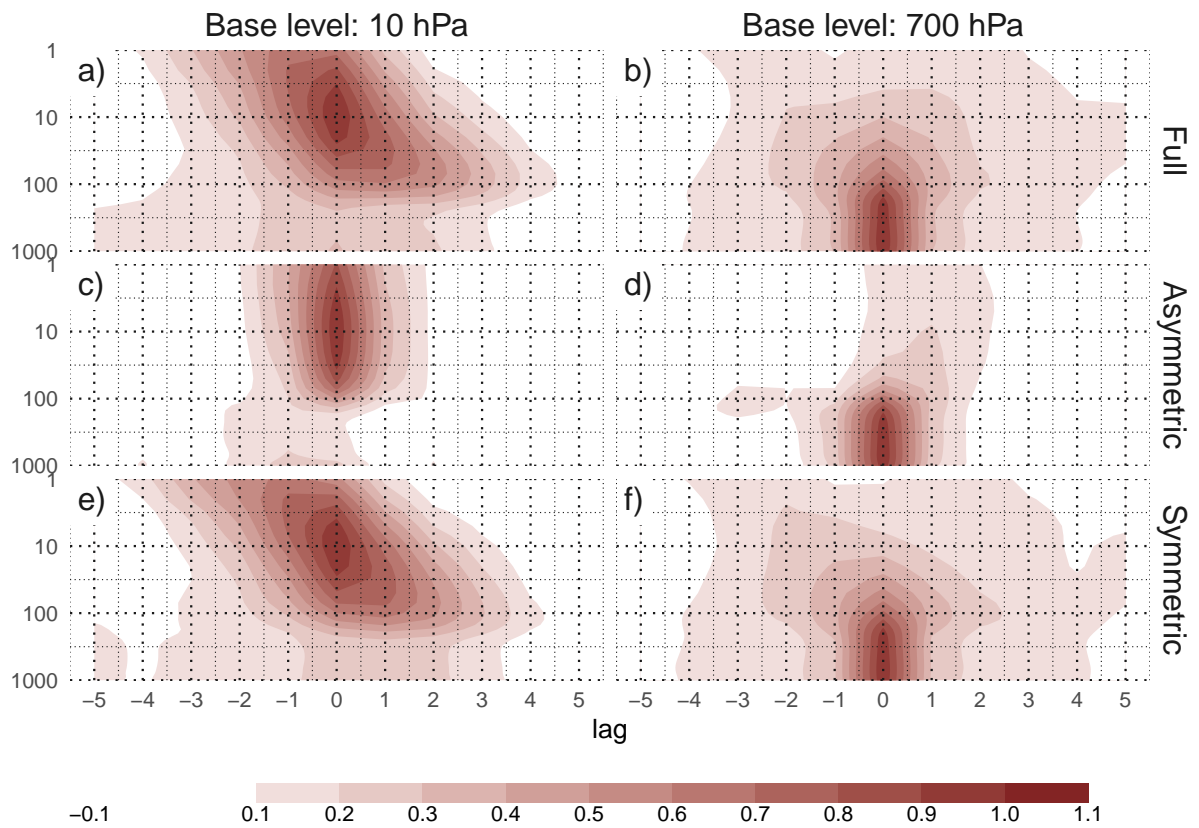 Base level: 10 hPa Base level: 700 hPa
a) b)
1
10
100
1000
Full
c) d)
1
10
100
1000
Asymmetric
e) f)
1
10
100
1000
Symmetric
−5 −4 −3 −2 −1 0 1 2 3 4 5 −5 −4 −3 −2 −1 0 1 2 3 4 5
lag
−0.1 0.1 0.2 0.3 0.4 0.5 0.6 0.7 0.8 0.9 1.0 1.1